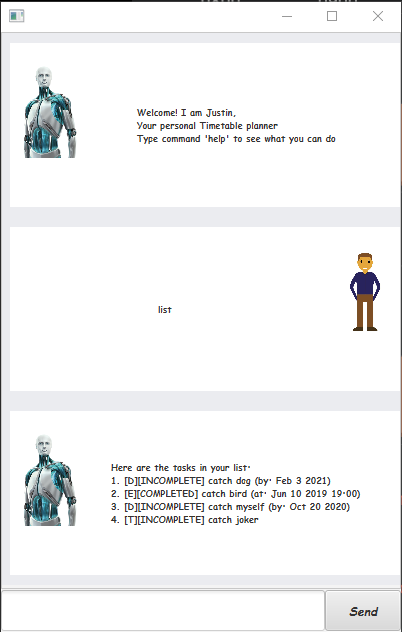 Welcome! I am Justin,
Your personal Timetable planner
Type command 'help' to see what you can do
list
Here are the tasks in your list:
1. [D][INCOMPLETE] catch dog (by: Feb 3 2021)
2. [E][COMPLETED] catch bird (at: Jun 10 2019 19:00)
3. [D][INCOMPLETE] catch myself (by: Oct 20 2020)
4. [T][INCOMPLETE] catch joker
Send